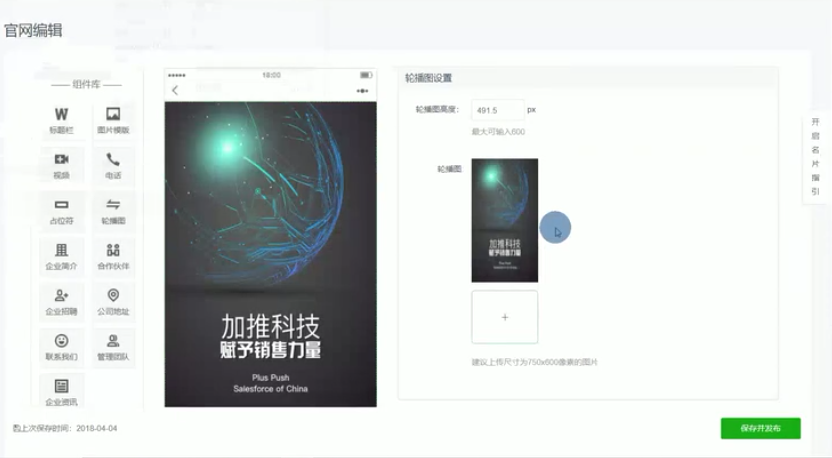 官网编辑
组件库
W
标题栏
图片模版
视频
电话
占位符
轮播图
企业简介
合作伙伴
企业招聘
公司地址
联系我们
管理团队
企业资讯
18:00
加推科技
赋予销售力量
Plus Push
Salesforce of China
轮播图设置
轮播图高度: 491.5 px
最大可输入600
轮播图
加推科技
赋予销售力量
Plus Push
Salesforce of China
+
建议上传尺寸为750x600像素的图片
开启名片指引
距上次保存时间: 2018-04-04
保存并发布